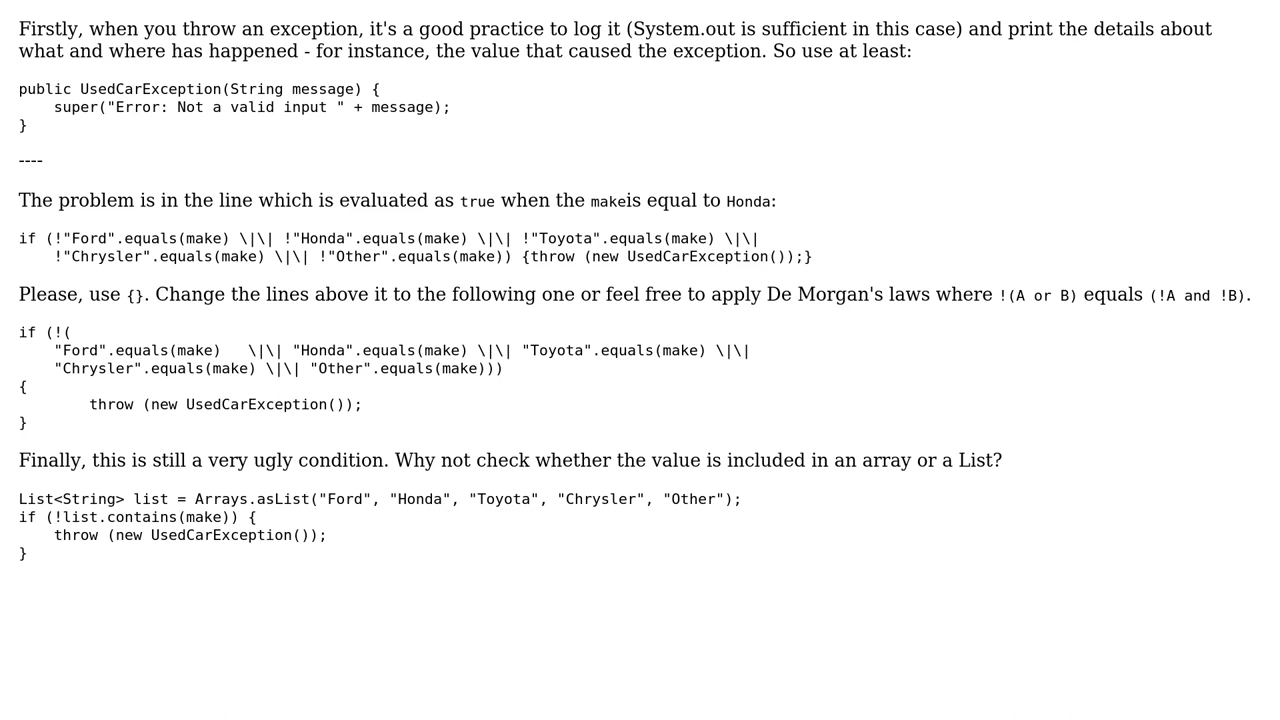 Firstly, when you throw an exception, it's a good practice to log it (System.out is sufficient in this case) and print the details about
what and where has happened - for instance, the value that caused the exception. So use at least:
public UsedCarException(String message) {
    super("Error: Not a valid input " + message);
}
----
The problem is in the line which is evaluated as true when the makeis equal to Honda:
if (!"Ford".equals(make) \|\| !"Honda".equals(make) \|\| !"Toyota".equals(make) \|\|
    !"Chrysler".equals(make) \|\| !"Other".equals(make)) {throw (new UsedCarException());}
Please, use {}. Change the lines above it to the following one or feel free to apply De Morgan's laws where !(A or B) equals (!A and !B).
if (!(
    "Ford".equals(make)   \|\| "Honda".equals(make) \|\| "Toyota".equals(make) \|\|
    "Chrysler".equals(make) \|\| "Other".equals(make)))
{
        throw (new UsedCarException());
}
Finally, this is still a very ugly condition. Why not check whether the value is included in an array or a List?
List<String> list = Arrays.asList("Ford", "Honda", "Toyota", "Chrysler", "Other");
if (!list.contains(make)) {
    throw (new UsedCarException());
}